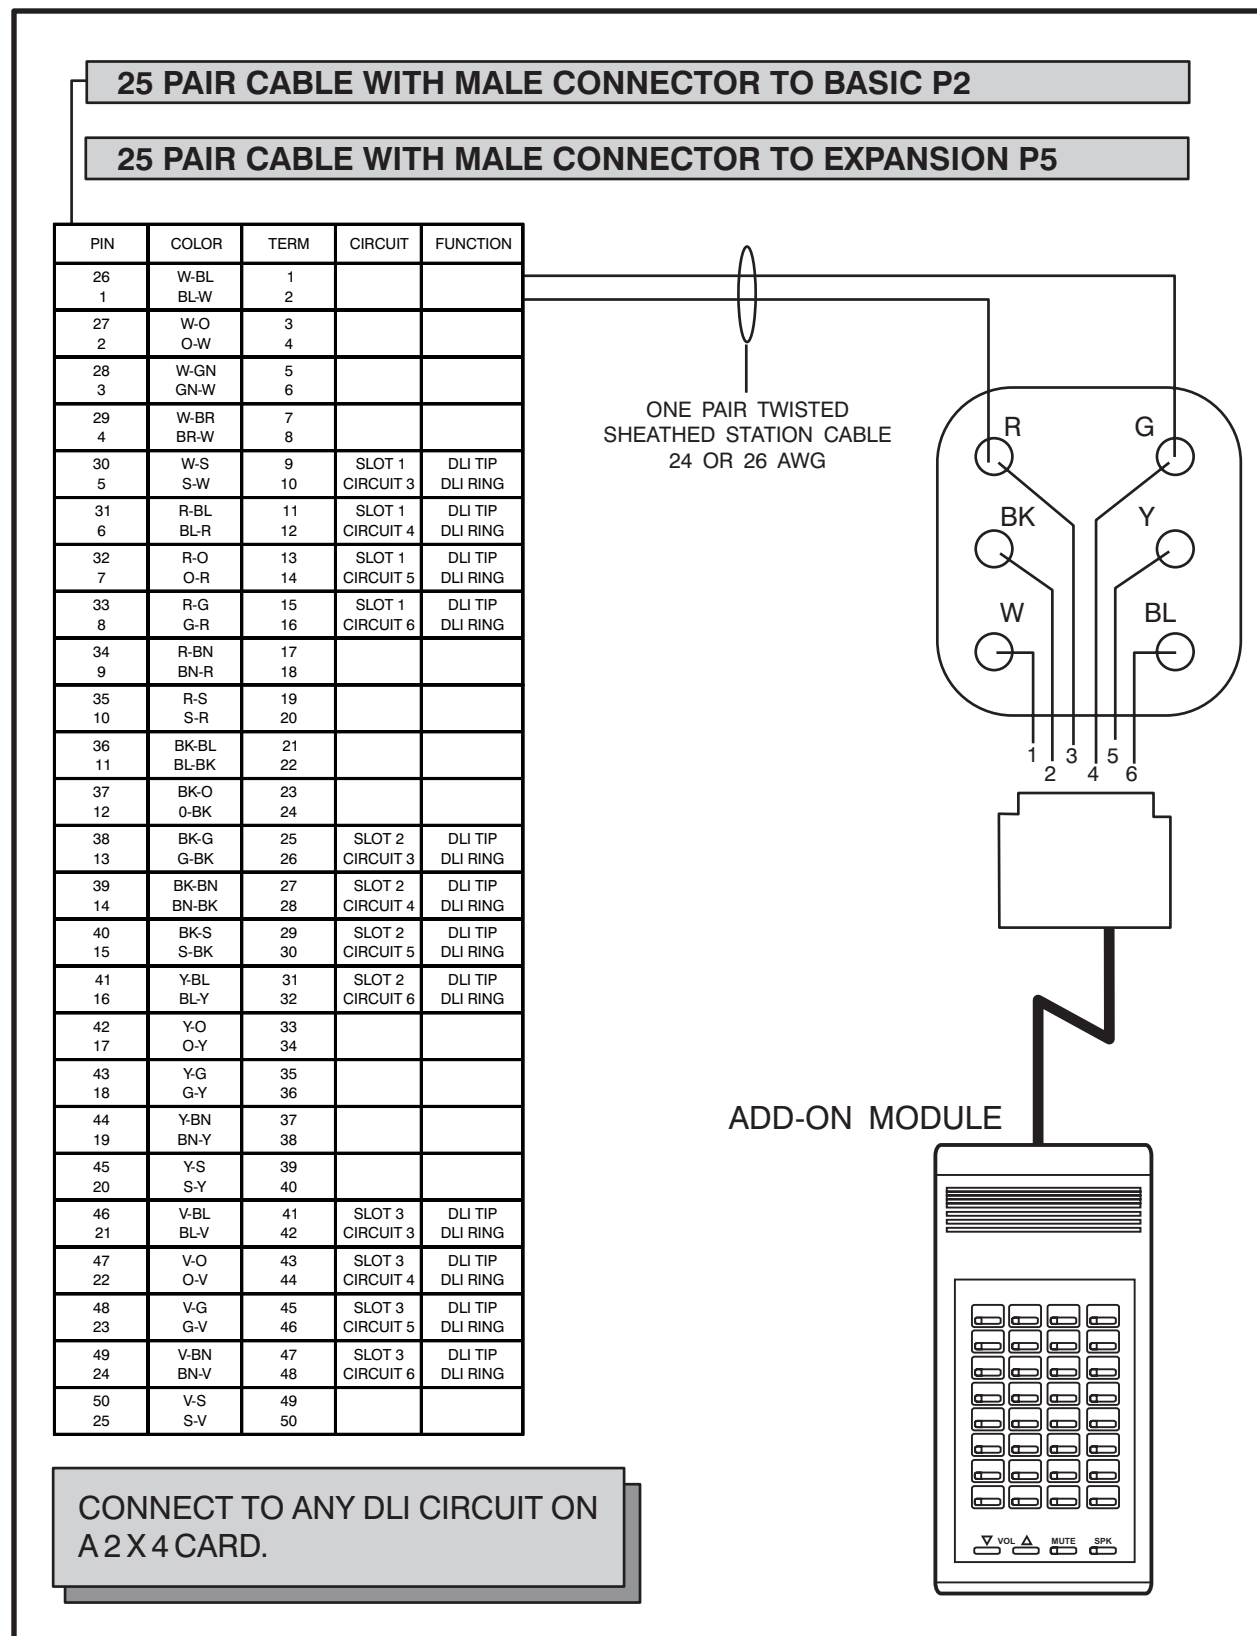 25 PAIR CABLE WITH MALE CONNECTOR TO BASIC P2
25 PAIR CABLE WITH MALE CONNECTOR TO EXPANSION P5
PIN COLOR TERM CIRCUIT FUNCTION
26 W-BL 1
1 BL-W 2
27 W-O 3
2 O-W 4
28 W-GN 5
3 GN-W 6
29 W-BR 7
4 BR-W 8
30 W-S 9 SLOT 1 DLI TIP
5 S-W 10 CIRCUIT 3 DLI RING
31 R-BL 11 SLOT 1 DLI TIP
6 BL-R 12 CIRCUIT 4 DLI RING
32 R-O 13 SLOT 1 DLI TIP
7 O-R 14 CIRCUIT 5 DLI RING
33 R-G 15 SLOT 1 DLI TIP
8 G-R 16 CIRCUIT 6 DLI RING
34 R-BN 17
9 BN-R 18
35 R-S 19
10 S-R 20
36 BK-BL 21
11 BL-BK 22
37 BK-O 23
12 0-BK 24
38 BK-G 25 SLOT 2 DLI TIP
13 G-BK 26 CIRCUIT 3 DLI RING
39 BK-BN 27 SLOT 2 DLI TIP
14 BN-BK 28 CIRCUIT 4 DLI RING
40 BK-S 29 SLOT 2 DLI TIP
15 S-BK 30 CIRCUIT 5 DLI RING
41 Y-BL 31 SLOT 2 DLI TIP
16 BL-Y 32 CIRCUIT 6 DLI RING
42 Y-O 33
17 O-Y 34
43 Y-G 35
18 G-Y 36
44 Y-BN 37
19 BN-Y 38
45 Y-S 39
20 S-Y 40
46 V-BL 41 SLOT 3 DLI TIP
21 BL-V 42 CIRCUIT 3 DLI RING
47 V-O 43 SLOT 3 DLI TIP
22 O-V 44 CIRCUIT 4 DLI RING
48 V-G 45 SLOT 3 DLI TIP
23 G-V 46 CIRCUIT 5 DLI RING
49 V-BN 47 SLOT 3 DLI TIP
24 BN-V 48 CIRCUIT 6 DLI RING
50 V-S 49
25 S-V 50
ONE PAIR TWISTED
SHEATHED STATION CABLE
24 OR 26 AWG
R G
BK Y
W BL
1 2 3 4 5 6
ADD-ON MODULE
VOL MUTE SPK
CONNECT TO ANY DLI CIRCUIT ON
A 2 X 4 CARD.